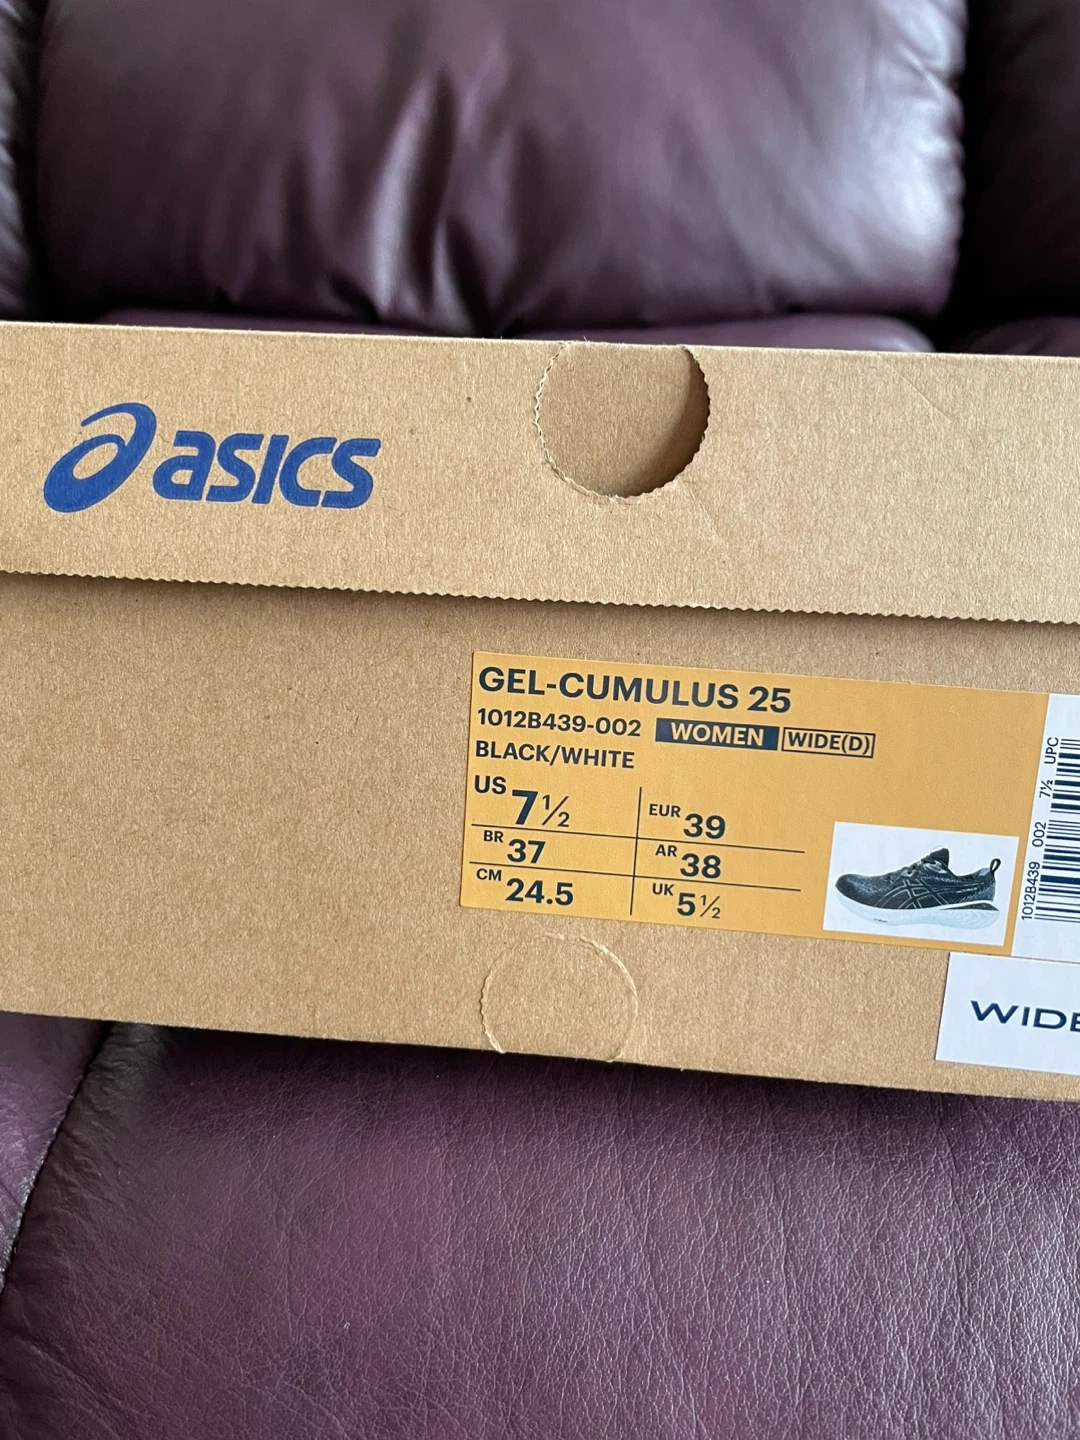 asics
GEL-CUMULUS 25
1012B439-002 WOMEN WIDE(D)
BLACK/WHITE
US 7½ EUR 39
BR 37 AR 38
CM 24.5 UK 5½
1012B439 002 7½ UPC
WIDE